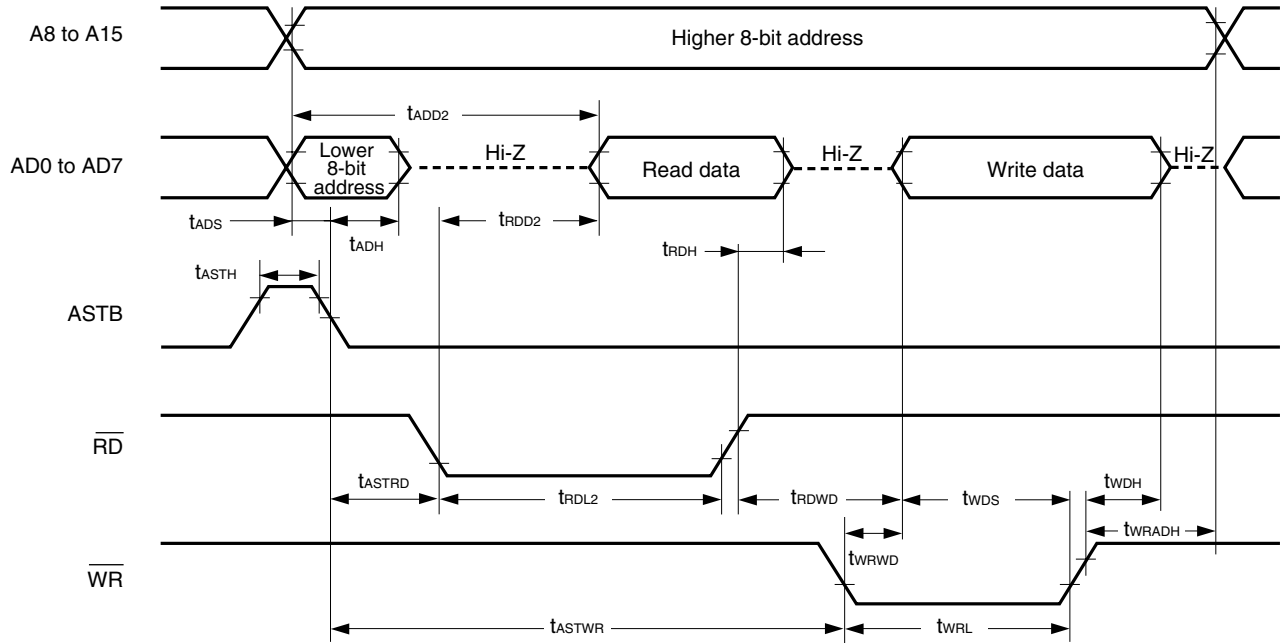 A8 to A15
Higher 8-bit address
tADD2
AD0 to AD7
Lower
8-bit
address
Hi-Z
Read data
Hi-Z
Write data
Hi-Z
tADS
tADH
tRDD2
tRDH
tASTH
ASTB
RD
tASTRD
tRDL2
tRDWD
tWDS
tWDH
tWRADH
tWRWD
WR
tASTWR
tWRL